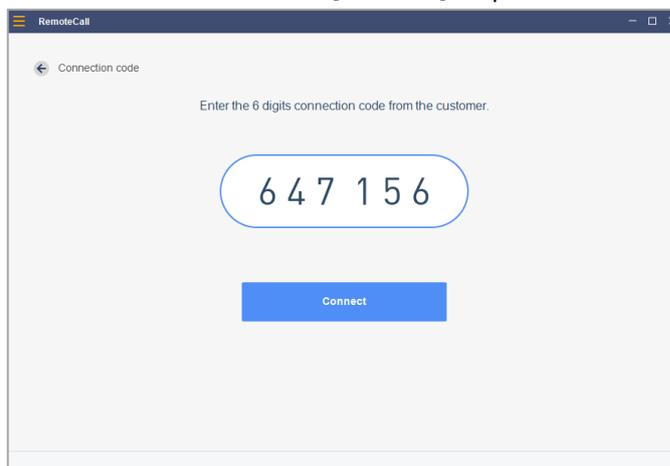 RemoteCall
Connection code
Enter the 6 digits connection code from the customer.
647 156
Connect